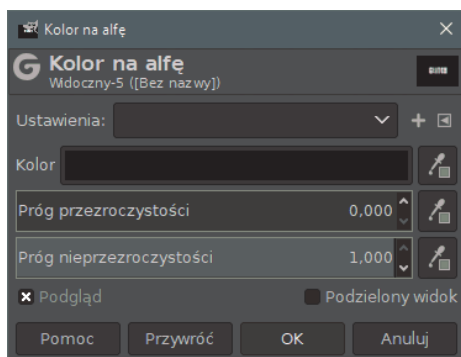 Kolor na alfę
Kolor na alfę
Widoczny-5 ([Bez nazwy])
Ustawienia:
Kolor
Próg przezroczystości 0,000
Próg nieprzezroczystości 1,000
Podgląd Podzielony widok
Pomoc Przywróć OK Anuluj